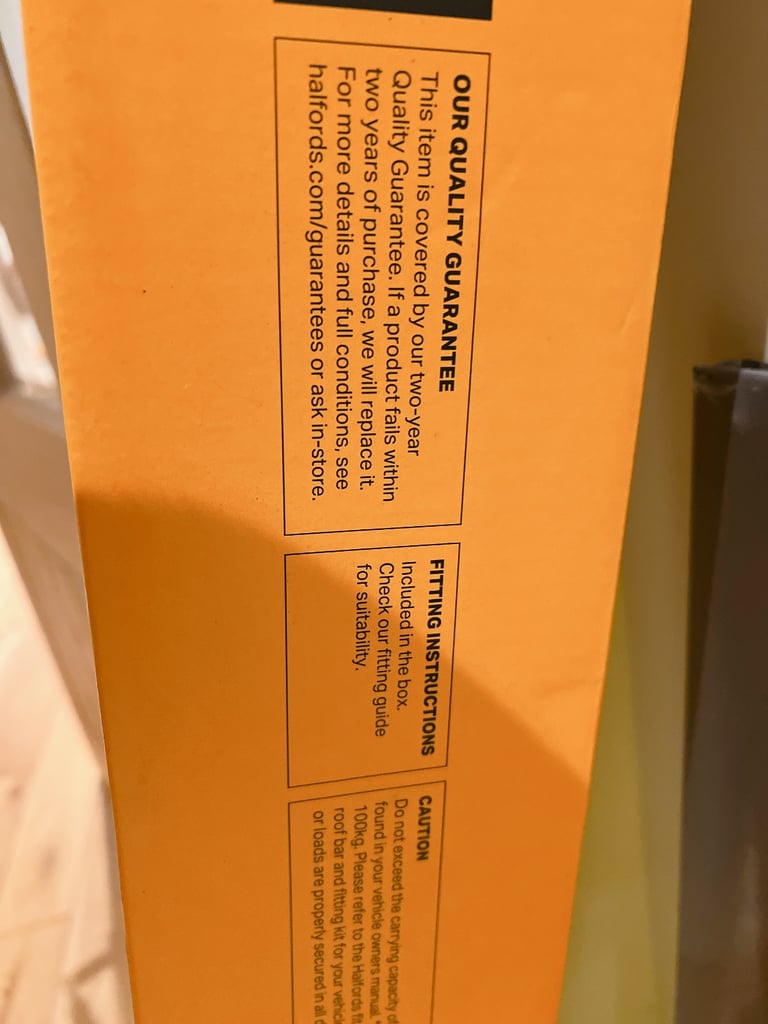 OUR QUALITY GUARANTEE
This item is covered by our two-year
Quality Guarantee. If a product fails within
two years of purchase, we will replace it.
For more details and full conditions, see
halfords.com/guarantees or ask in-store.
FITTING INSTRUCTIONS
Included in the box.
Check our fitting guide
for suitability.
CAUTION
Do not exceed the carrying capacity
found in your vehicle owners manual.
100kg. Please refer to the Halfords
roof bar and fitting kit for your
or loads are properly secured in all